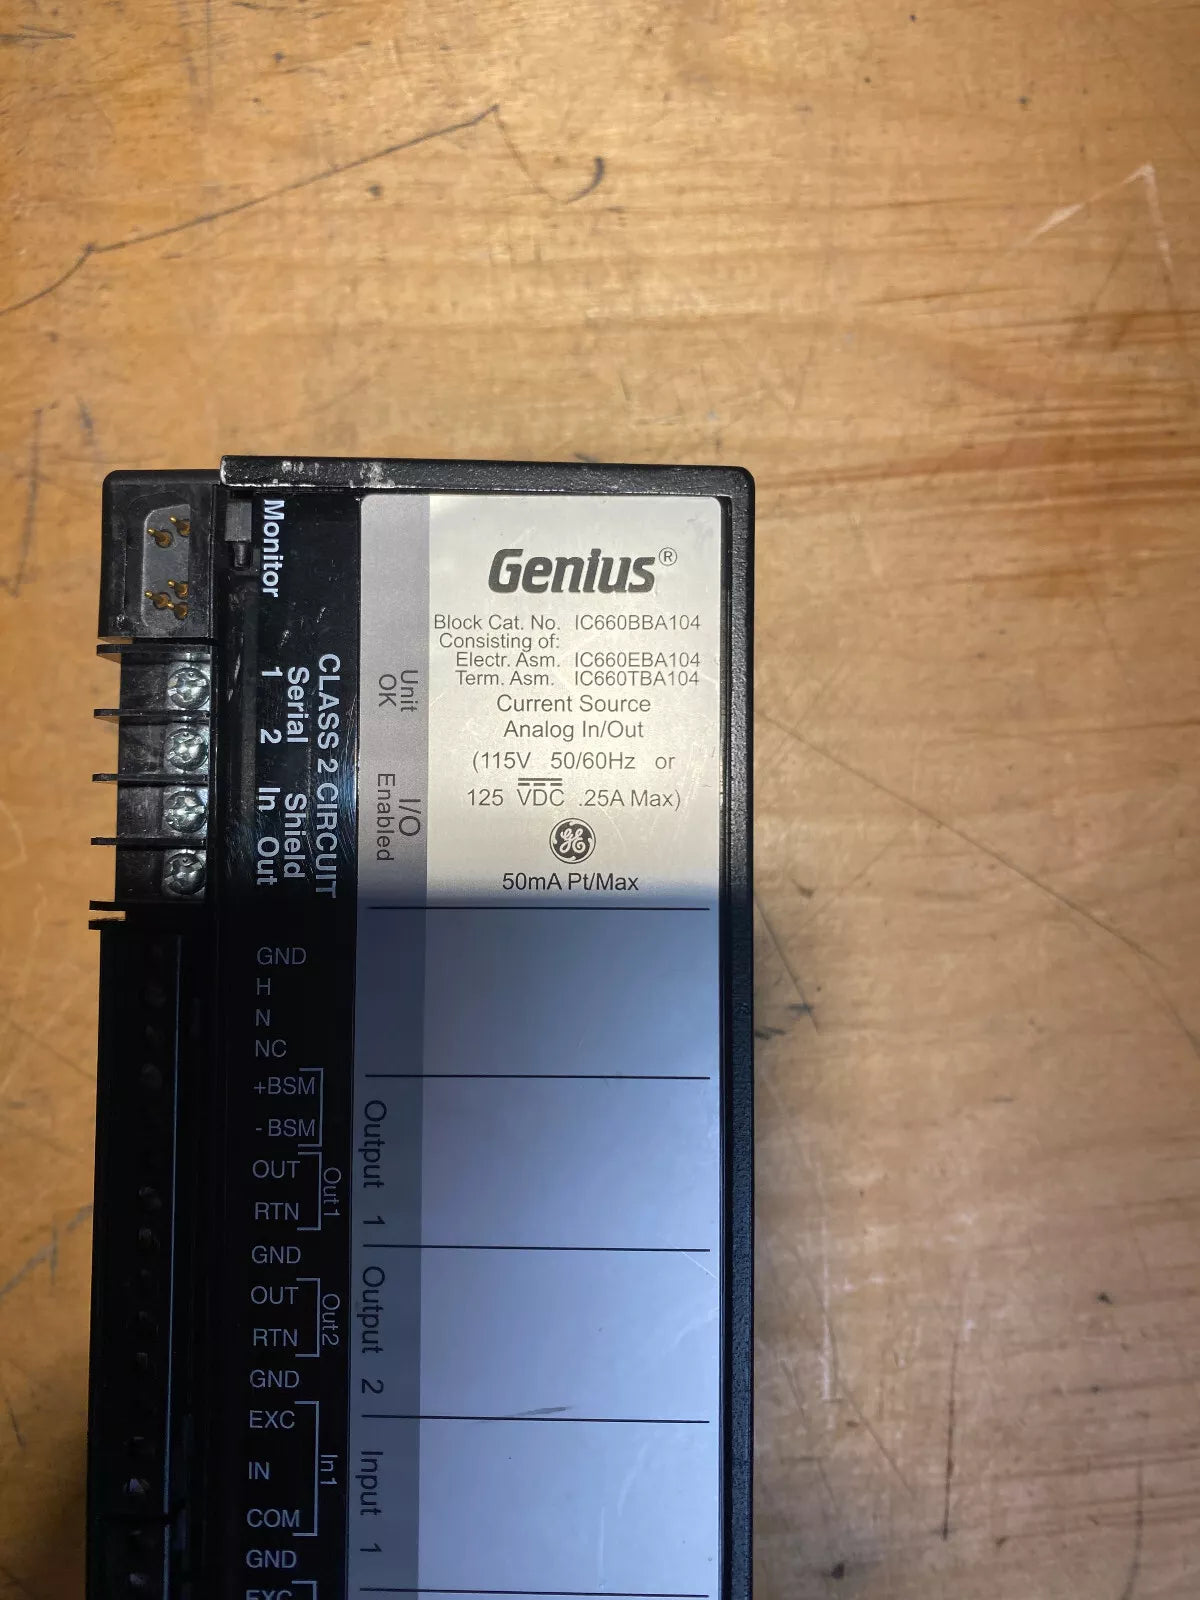 Genius®
Block Cat. No. IC660BBA104
Consisting of:
Electr. Asm. IC660EBA104
Term. Asm. IC660TBA104
Current Source
Analog In/Out
(115V 50/60Hz or
125 VDC .25A Max)
GE
50mA Pt/Max
Monitor
CLASS 2 CIRCUIT
Serial Shield
1 2 In Out
Unit
OK
I/O
Enabled
GND
H
N
NC
+BSM
-BSM
OUT
RTN
Out1
GND
OUT
RTN
Out2
GND
EXC
IN
COM
In1
GND
EXC
Output 1
Output 2
Input 1